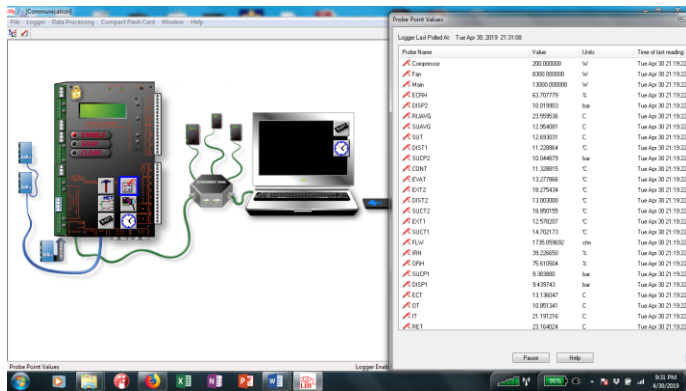 / - [Communication]
File Logger Data Processing Compact Flash Card Window Help
ENABLE
Probe Point Values
Logger Last Polled At: Tue Apr 30, 2019 21:31:08
Probe Name Value Units Time of last reading
Compressor 200.000000 W Tue Apr 30 21:19:22
Fan 8300.000000 W Tue Apr 30 21:19:22
Main 13000.000000 W Tue Apr 30 21:19:22
ECRH 63.707779 % Tue Apr 30 21:19:22
DISP2 10.019903 bar Tue Apr 30 21:19:22
RUAVG 23.559536 C Tue Apr 30 21:19:22
SUAVG 12.954001 C Tue Apr 30 21:19:22
SUT 12.693031 C Tue Apr 30 21:19:22
DIST1 11.228864 °C Tue Apr 30 21:19:22
SUCP2 10.044879 bar Tue Apr 30 21:19:22
CONT 11.328815 °C Tue Apr 30 21:19:22
EVAT 13.277866 °C Tue Apr 30 21:19:22
EXT2 18.275434 °C Tue Apr 30 21:19:22
DIST2 13.003000 °C Tue Apr 30 21:19:22
SUCT2 18.050155 °C Tue Apr 30 21:19:22
EXT1 12.578207 °C Tue Apr 30 21:19:22
SUCT1 14.702173 °C Tue Apr 30 21:19:22
FLW 1735.059692 cfm Tue Apr 30 21:19:22
IRH 39.226650 % Tue Apr 30 21:19:22
ORH 75.610504 % Tue Apr 30 21:19:22
SUCP1 9.383880 bar Tue Apr 30 21:19:22
DISP1 9.439743 bar Tue Apr 30 21:19:22
ECT 13.136047 C Tue Apr 30 21:19:22
OT 10.851341 C Tue Apr 30 21:19:22
IT 21.191216 C Tue Apr 30 21:19:22
RET 23.164024 C Tue Apr 30 21:19:22
Pause Help
Probe Point Values Logger Enab
96%
9:31 PM
4/30/2019